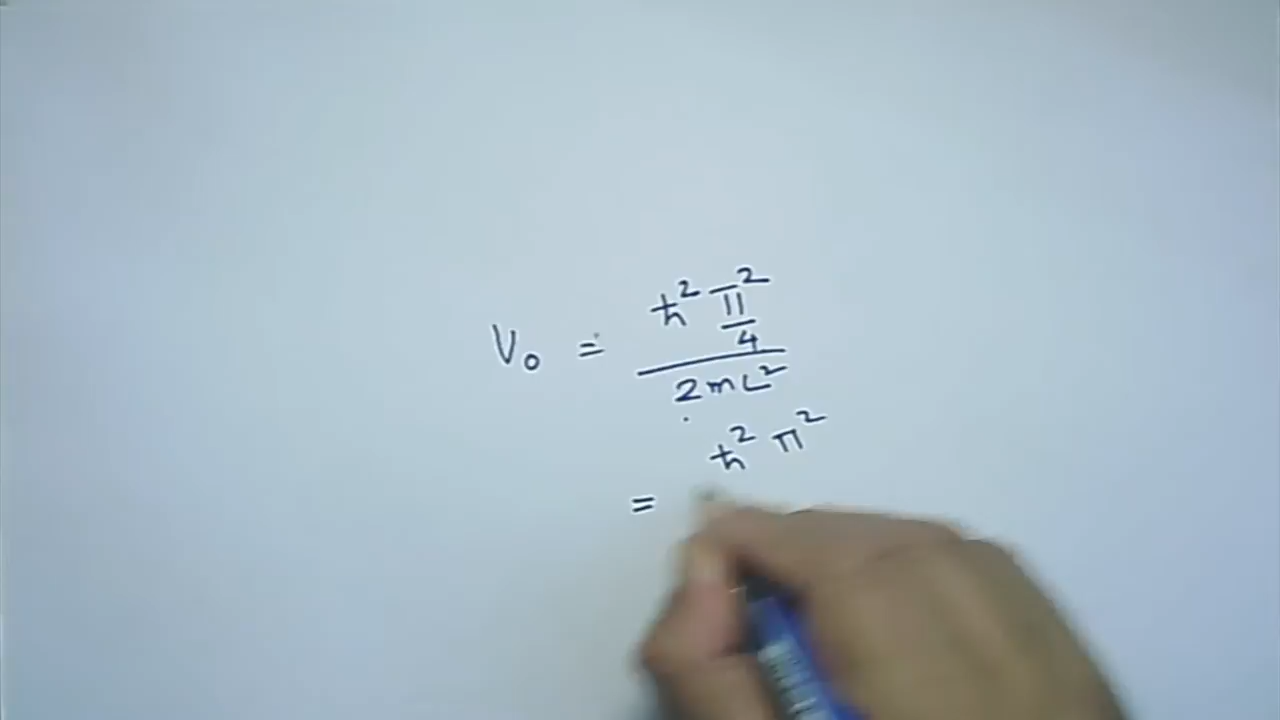 V₀ = ħ² π²/4
2mL²
= ħ² π²